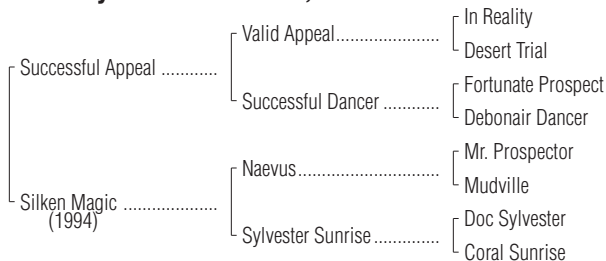 In Reality
Valid Appeal.....................
Desert Trial
Successful Appeal ............
Fortunate Prospect
Successful Dancer ............
Debonair Dancer
Mr. Prospector
Naevus..............................
Mudville
Silken Magic ....................
(1994)
Doc Sylvester
Sylvester Sunrise..............
Coral Sunrise